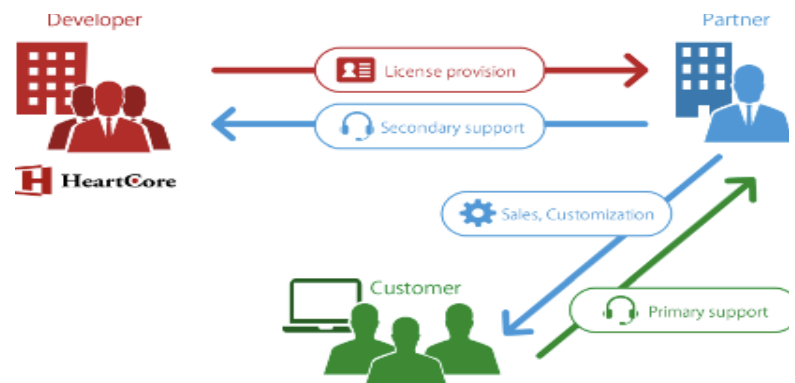 Developer
Partner
License provision
Secondary support
HeartCore
Sales, Customization
Customer
Primary support